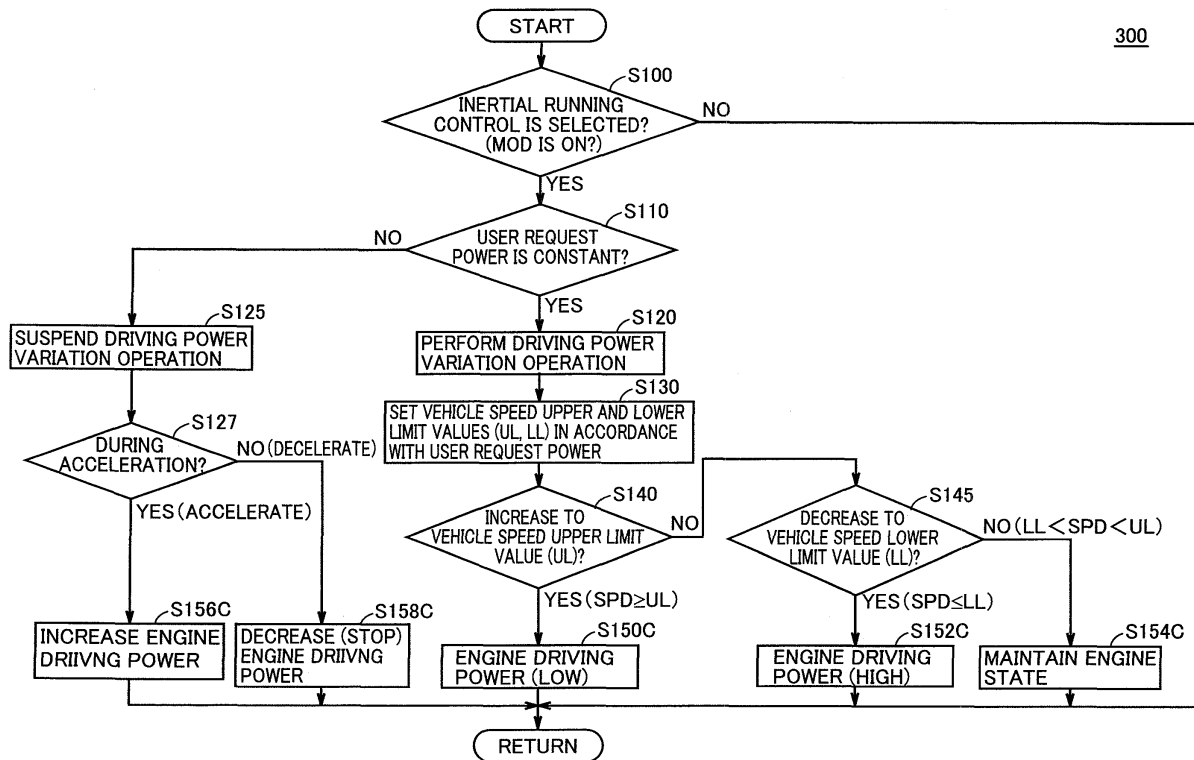 START
300
S100
INERTIAL RUNNING
CONTROL IS SELECTED?
(MOD IS ON?)
NO
YES
S110
USER REQUEST
POWER IS CONSTANT?
NO
YES
S125
SUSPEND DRIVING POWER
VARIATION OPERATION
S120
PERFORM DRIVING POWER
VARIATION OPERATION
S130
SET VEHICLE SPEED UPPER AND LOWER
LIMIT VALUES (UL, LL) IN ACCORDANCE
WITH USER REQUEST POWER
S127
DURING
ACCELERATION?
NO (DECELERATE)
YES (ACCELERATE)
S140
INCREASE TO
VEHICLE SPEED UPPER LIMIT
VALUE (UL)?
NO
YES (SPD≥UL)
S145
DECREASE TO
VEHICLE SPEED LOWER
LIMIT VALUE (LL)?
NO (LL<SPD<UL)
YES (SPD≤LL)
S156C
INCREASE ENGINE
DRIIVNG POWER
S158C
DECREASE (STOP)
ENGINE DRIIVNG
POWER
S150C
ENGINE DRIVING
POWER (LOW)
S152C
ENGINE DRIVING
POWER (HIGH)
S154C
MAINTAIN ENGINE
STATE
RETURN